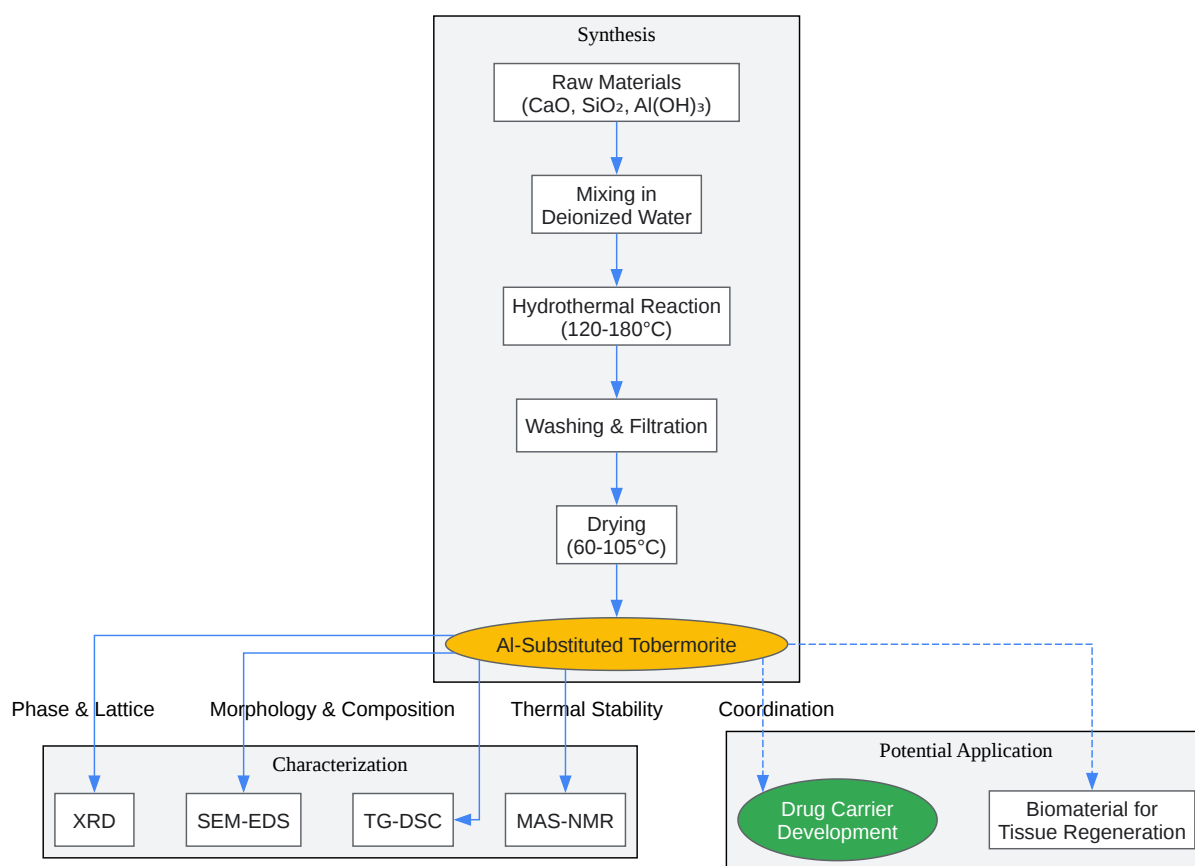 Synthesis
Raw Materials
(CaO, SiO₂, Al(OH)₃)
Mixing in
Deionized Water
Hydrothermal Reaction
(120-180°C)
Washing & Filtration
Drying
(60-105°C)
Al-Substituted Tobermorite
Phase & Lattice
Morphology & Composition
Thermal Stability
Coordination
Characterization
XRD
SEM-EDS
TG-DSC
MAS-NMR
Potential Application
Drug Carrier
Development
Biomaterial for
Tissue Regeneration